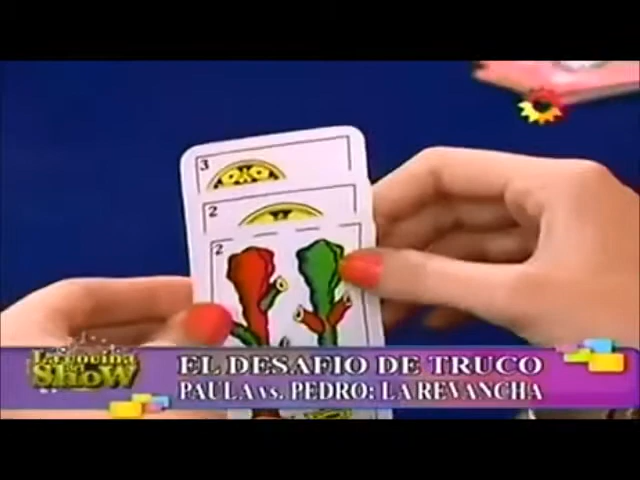 3
2
2
La cocina
del
Show
EL DESAFIO DE TRUCO
PAULA vs. PEDRO: LA REVANCHA